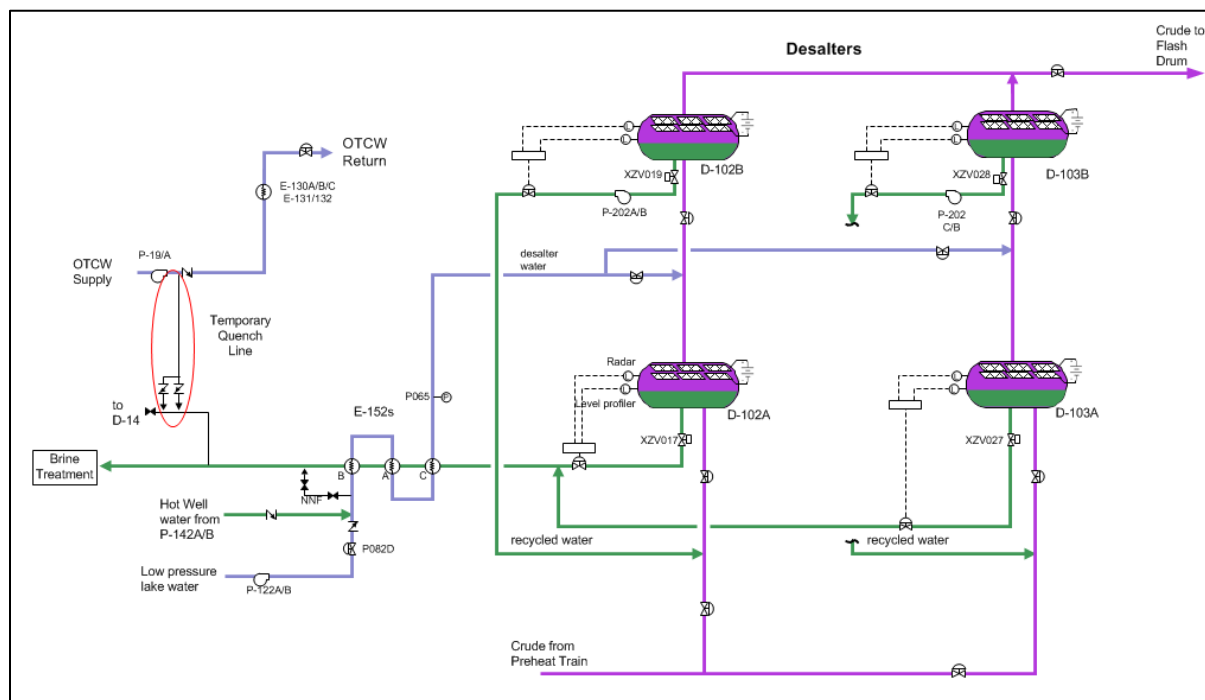 Desalters
Crude to
Flash
Drum
OTCW
Return
E-130A/B/C
E-131/132
XZV019
D-102B
P-202A/B
XZV028
D-103B
P-202
C/B
P-19/A
OTCW
Supply
desalter
water
Temporary
Quench
Line
Radar
Level profiler
D-102A
D-103A
P065
P
E-152s
to
D-14
XZV017
XZV027
Brine
Treatment
B
A
C
NNF
Hot Well
water from
P-142A/B
P082D
recycled water
recycled water
Low pressure
lake water
P-122A/B
Crude from
Preheat Train